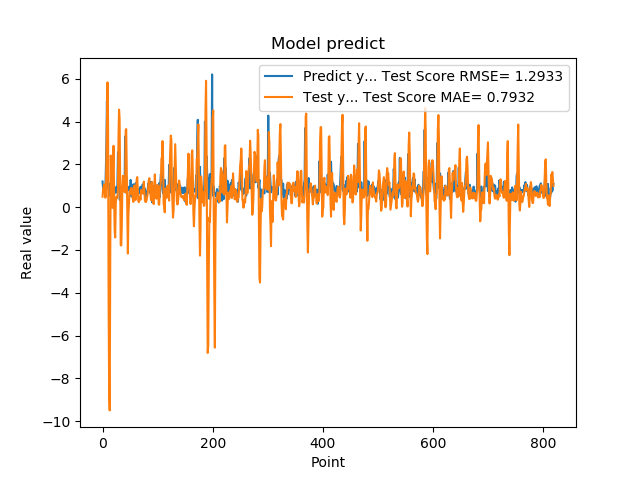 Model predict
Predict y... Test Score RMSE= 1.2933
Test y... Test Score MAE= 0.7932
6
4
2
0
−2
−4
−6
−8
−10
Real value
0 200 400 600 800
Point